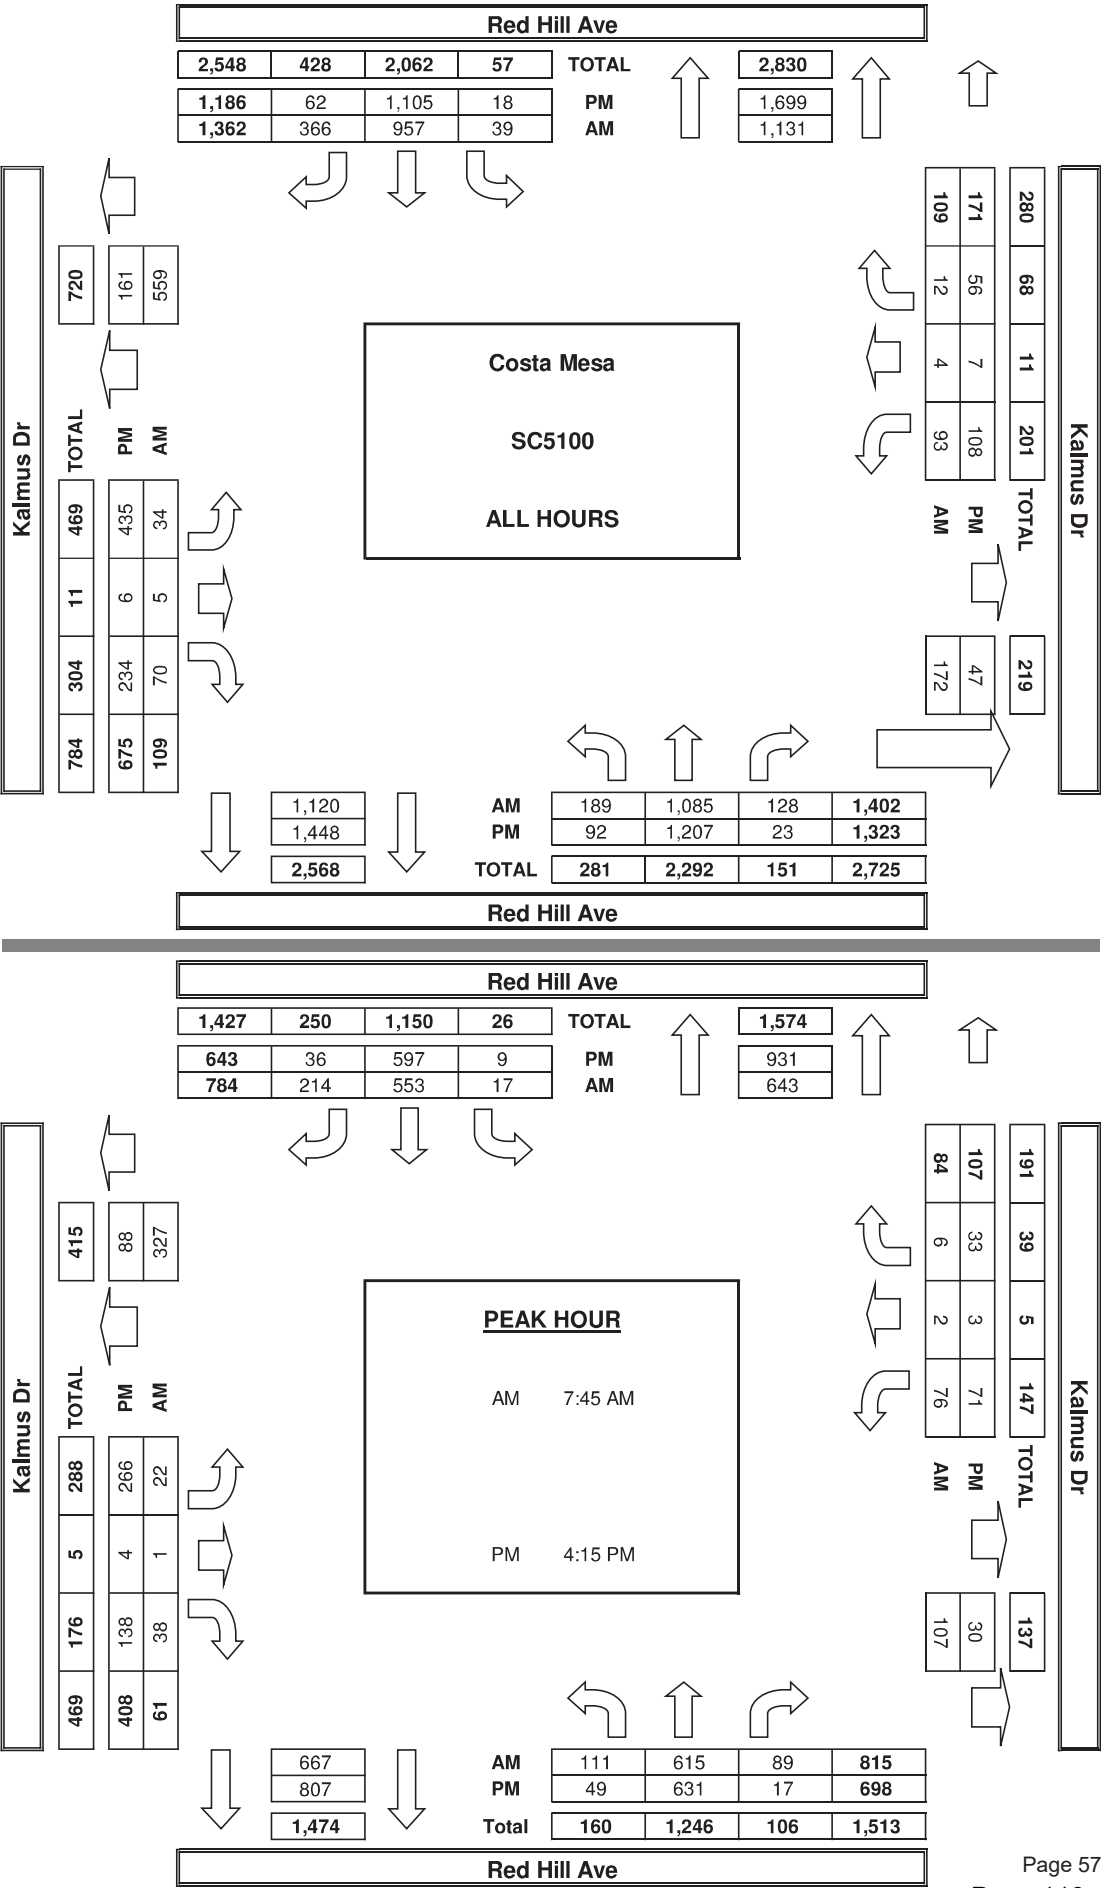 Red Hill Ave
2,548 428 2,062 57 TOTAL 2,830
1,186 62 1,105 18 PM 1,699
1,362 366 957 39 AM 1,131
Kalmus Dr
720 161 559
TOTAL PM AM
469 435 34
11 6 5
304 234 70
784 675 109
Costa Mesa
SC5100
ALL HOURS
109 171 280
12 56 68
4 7 11
93 108 201
AM PM TOTAL
172 47 219
Kalmus Dr
1,120 AM 189 1,085 128 1,402
1,448 PM 92 1,207 23 1,323
2,568 TOTAL 281 2,292 151 2,725
Red Hill Ave
Red Hill Ave
1,427 250 1,150 26 TOTAL 1,574
643 36 597 9 PM 931
784 214 553 17 AM 643
Kalmus Dr
415 88 327
TOTAL PM AM
288 266 22
5 4 1
176 138 38
469 408 61
PEAK HOUR
AM 7:45 AM
PM 4:15 PM
84 107 191
6 33 39
2 3 5
76 71 147
AM PM TOTAL
107 30 137
Kalmus Dr
667 AM 111 615 89 815
807 PM 49 631 17 698
1,474 Total 160 1,246 106 1,513
Red Hill Ave
Page 57